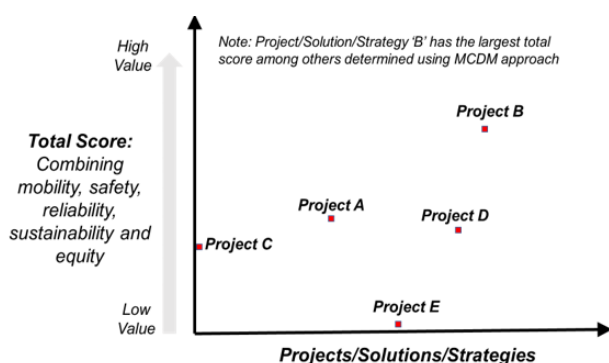 High
Value
Note: Project/Solution/Strategy ‘B’ has the largest total
score among others determined using MCDM approach
Project B
Total Score:
Combining
mobility, safety,
reliability,
sustainability and
equity
Project A
Project D
Project C
Project E
Low
Value
Projects/Solutions/Strategies